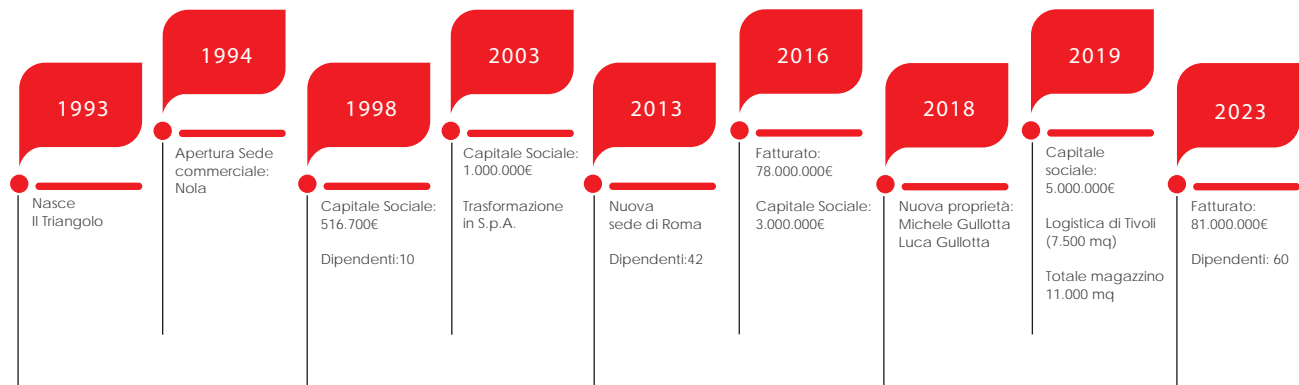 1993
Nasce
Il Triangolo
1994
Apertura Sede
commerciale:
Nola
1998
Capitale Sociale:
516.700€
Dipendenti:10
2003
Capitale Sociale:
1.000.000€
Trasformazione
in S.p.A.
2013
Nuova
sede di Roma
Dipendenti:42
2016
Fatturato:
78.000.000€
Capitale Sociale:
3.000.000€
2018
Nuova proprietà:
Michele Gullotta
Luca Gullotta
2019
Capitale
sociale:
5.000.000€
Logistica di Tivoli
(7.500 mq)
Totale magazzino
11.000 mq
2023
Fatturato:
81.000.000€
Dipendenti: 60